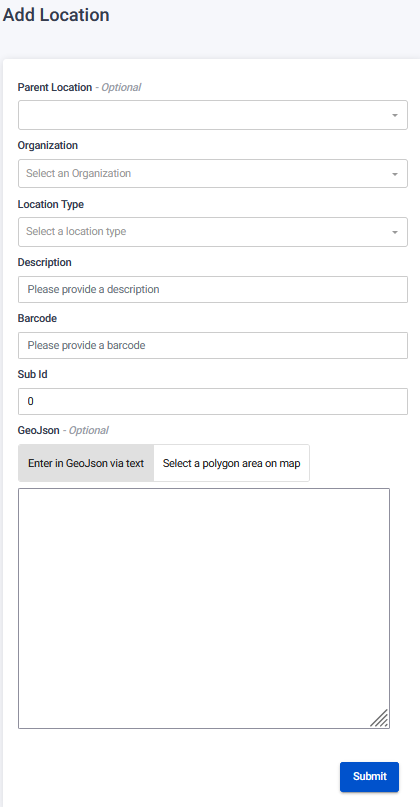 Add Location
Parent Location - Optional
Organization
Select an Organization
Location Type
Select a location type
Description
Please provide a description
Barcode
Please provide a barcode
Sub Id
0
GeoJson - Optional
Enter in GeoJson via text Select a polygon area on map
Submit